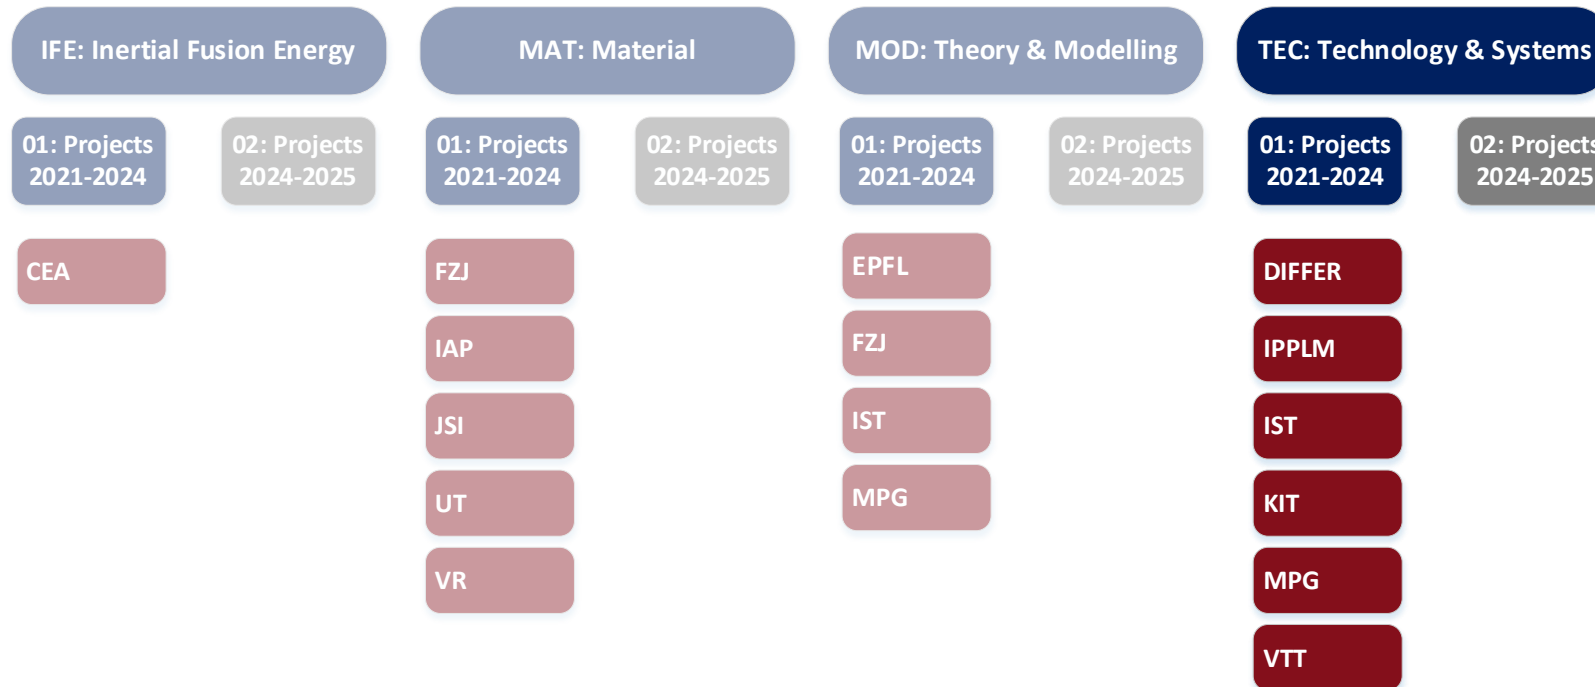 IFE: Inertial Fusion Energy
01: Projects
2021-2024
02: Projects
2024-2025
CEA
MAT: Material
01: Projects
2021-2024
02: Projects
2024-2025
FZJ
IAP
JSI
UT
VR
MOD: Theory & Modelling
01: Projects
2021-2024
02: Projects
2024-2025
EPFL
FZJ
IST
MPG
TEC: Technology & Systems
01: Projects
2021-2024
02: Projects
2024-2025
DIFFER
IPPLM
IST
KIT
MPG
VTT